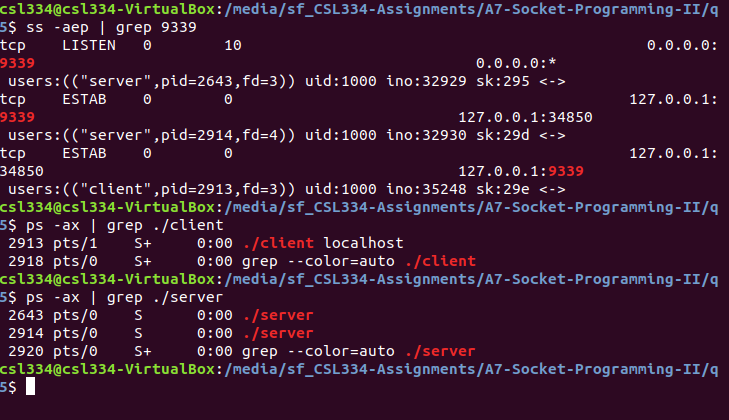 csl334@csl334-VirtualBox:/media/sf_CSL334-Assignments/A7-Socket-Programming-II/q
5$ ss -aep | grep 9339
tcp    LISTEN   0        10                                               0.0.0.0:
9339                                                     0.0.0.0:*
 users:(("server",pid=2643,fd=3)) uid:1000 ino:32929 sk:295 <->
tcp    ESTAB    0        0                                              127.0.0.1:
9339                                                   127.0.0.1:34850
 users:(("server",pid=2914,fd=4)) uid:1000 ino:32930 sk:29d <->
tcp    ESTAB    0        0                                              127.0.0.1:
34850                                                  127.0.0.1:9339
 users:(("client",pid=2913,fd=3)) uid:1000 ino:35248 sk:29e <->
csl334@csl334-VirtualBox:/media/sf_CSL334-Assignments/A7-Socket-Programming-II/q
5$ ps -ax | grep ./client
 2913 pts/1    S+     0:00 ./client localhost
 2918 pts/0    S+     0:00 grep --color=auto ./client
csl334@csl334-VirtualBox:/media/sf_CSL334-Assignments/A7-Socket-Programming-II/q
5$ ps -ax | grep ./server
 2643 pts/0    S      0:00 ./server
 2914 pts/0    S      0:00 ./server
 2920 pts/0    S+     0:00 grep --color=auto ./server
csl334@csl334-VirtualBox:/media/sf_CSL334-Assignments/A7-Socket-Programming-II/q
5$